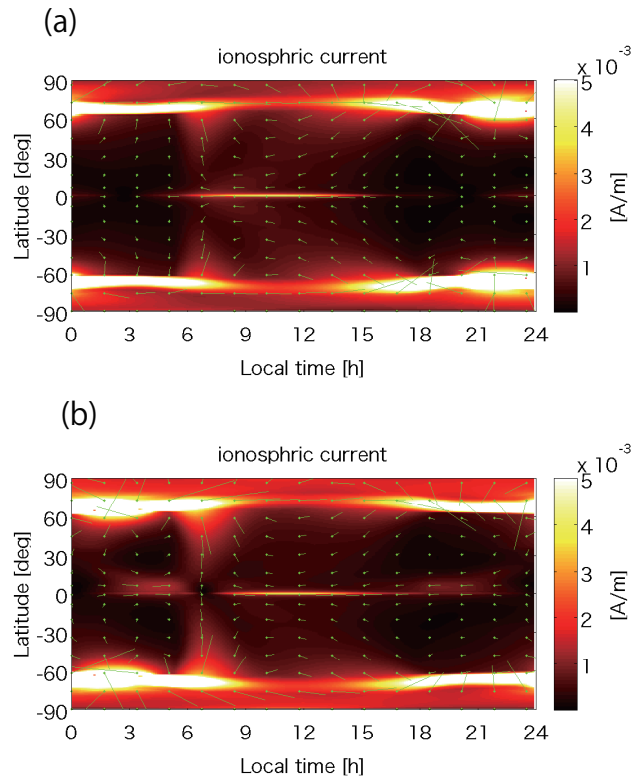 (a)
ionosphric current
x 10⁻³
90
60
30
0
-30
-60
-90
Latitude [deg]
0 3 6 9 12 15 18 21 24
Local time [h]
5
4
3
2
1
[A/m]
(b)
ionosphric current
x 10⁻³
90
60
30
0
-30
-60
-90
Latitude [deg]
0 3 6 9 12 15 18 21 24
Local time [h]
5
4
3
2
1
[A/m]